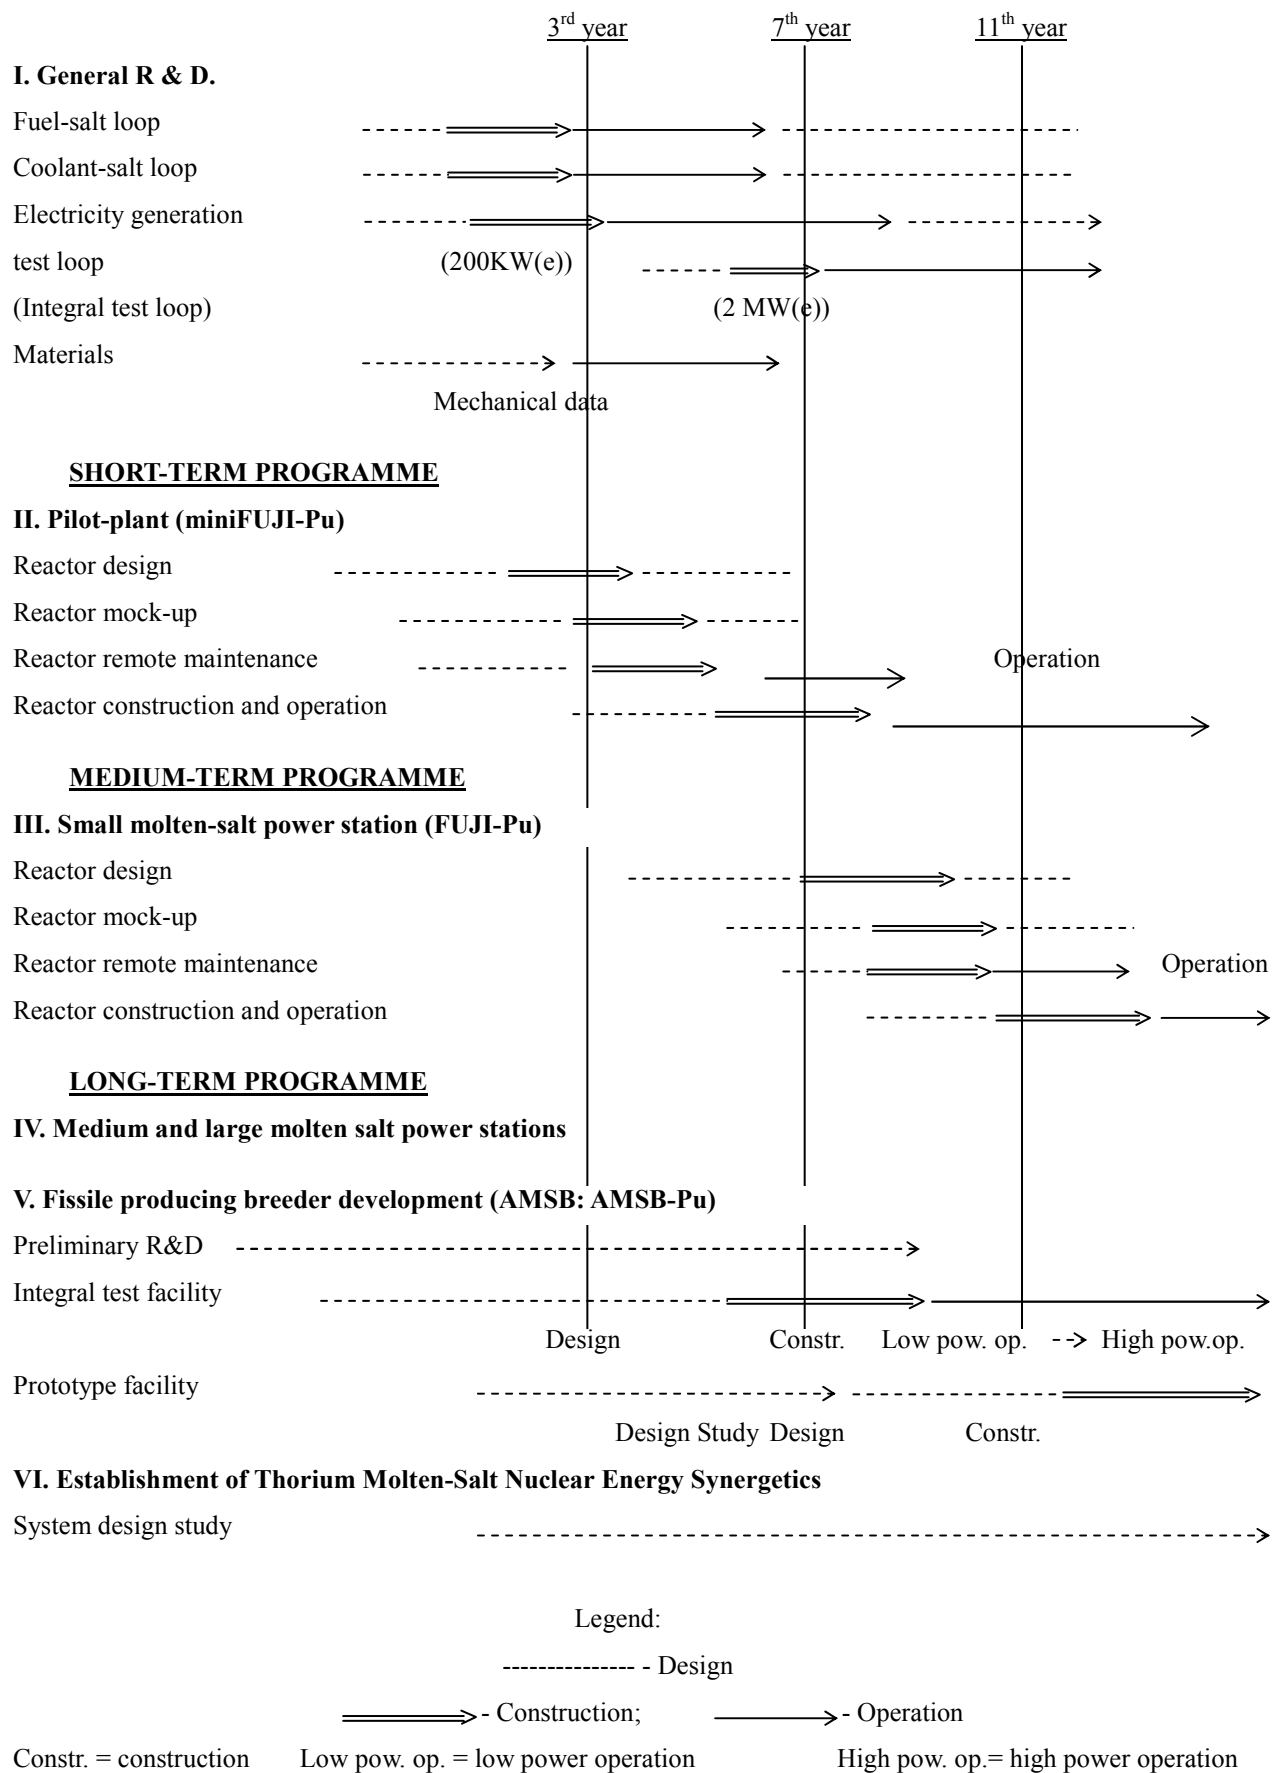 3rd year 7th year 11th year
I. General R & D.
Fuel-salt loop
Coolant-salt loop
Electricity generation
test loop (200KW(e))
(Integral test loop) (2 MW(e))
Materials
Mechanical data
SHORT-TERM PROGRAMME
II. Pilot-plant (miniFUJI-Pu)
Reactor design
Reactor mock-up
Reactor remote maintenance Operation
Reactor construction and operation
MEDIUM-TERM PROGRAMME
III. Small molten-salt power station (FUJI-Pu)
Reactor design
Reactor mock-up
Reactor remote maintenance Operation
Reactor construction and operation
LONG-TERM PROGRAMME
IV. Medium and large molten salt power stations
V. Fissile producing breeder development (AMSB: AMSB-Pu)
Preliminary R&D
Integral test facility
Design Constr. Low pow. op. --> High pow.op.
Prototype facility
Design Study Design Constr.
VI. Establishment of Thorium Molten-Salt Nuclear Energy Synergetics
System design study
Legend:
--------------- - Design
- Construction; - Operation
Constr. = construction Low pow. op. = low power operation High pow. op.= high power operation